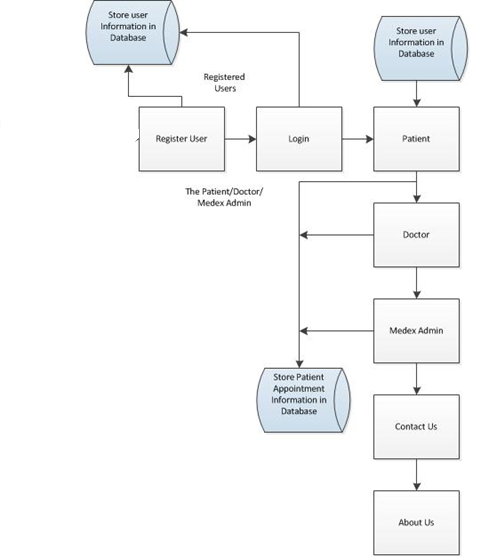 Store user
Information in
Database
Store user
Information in
Database
Registered
Users
Register User
Login
Patient
The Patient/Doctor/
Medex Admin
Doctor
Medex Admin
Store Patient
Appointment
Information in
Database
Contact Us
About Us